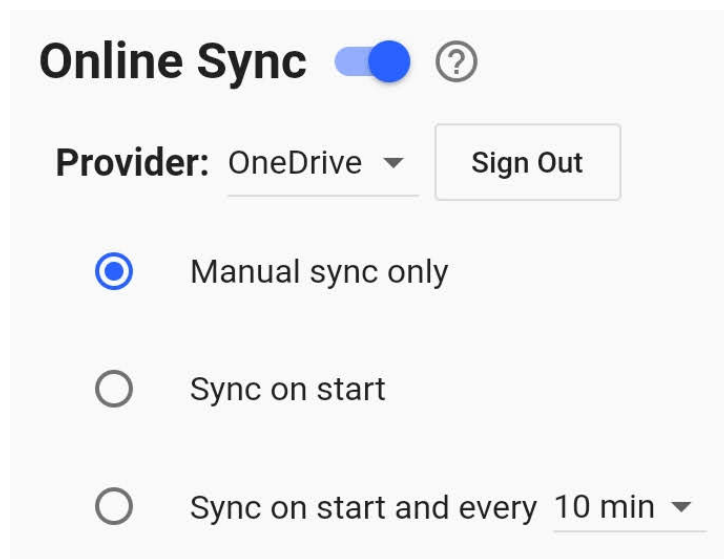 Online Sync ?
Provider: OneDrive Sign Out
Manual sync only
Sync on start
Sync on start and every 10 min